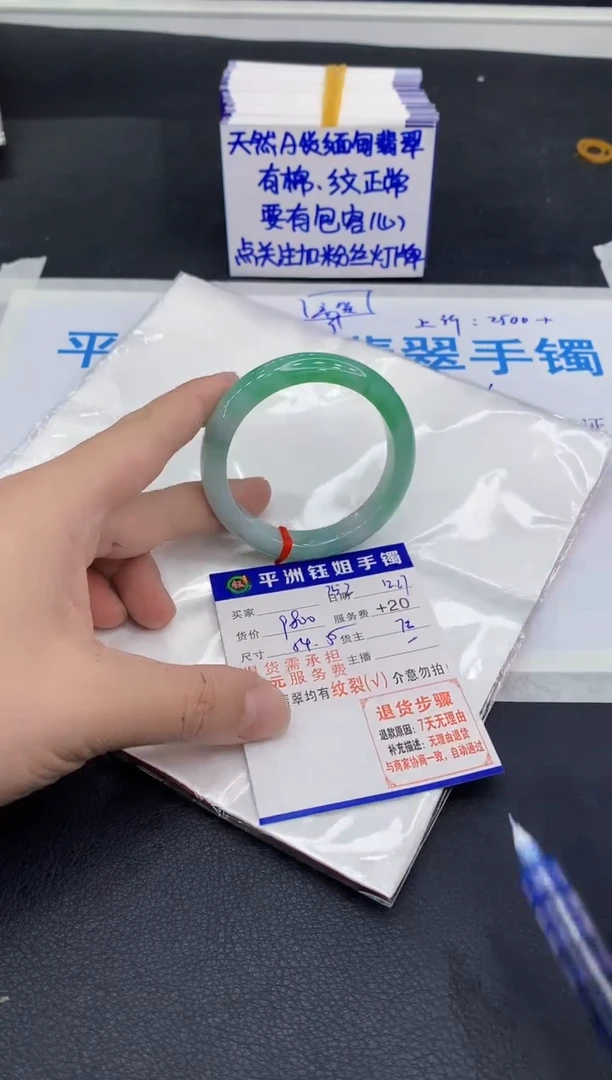 天然A货缅甸翡翠
有棉、纹正常
要有包容心
点关注加粉丝灯牌
上行:2500+
平
翡翠手镯
证
平洲钰姐手镯
买家
日期 12.27
货价 9800 服务费 +20
尺寸 54.5 货主 72
退货需承担 主播
元服务费
翡翠均有纹裂(√) 介意勿拍!
退货步骤
退款原因:7天无理由
补充描述:无理由退货
与商家协商一致,自动通过